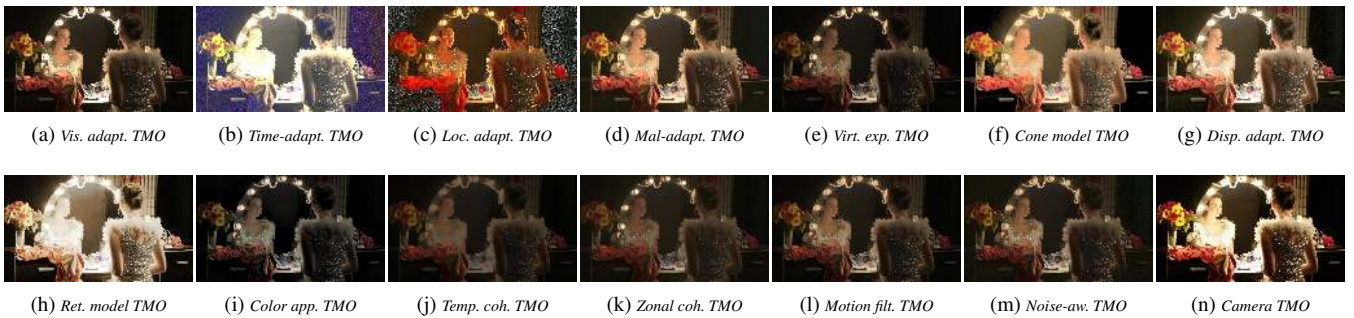 (a) Vis. adapt. TMO
(b) Time-adapt. TMO
(c) Loc. adapt. TMO
(d) Mal-adapt. TMO
(e) Virt. exp. TMO
(f) Cone model TMO
(g) Disp. adapt. TMO
(h) Ret. model TMO
(i) Color app. TMO
(j) Temp. coh. TMO
(k) Zonal coh. TMO
(l) Motion filt. TMO
(m) Noise-aw. TMO
(n) Camera TMO